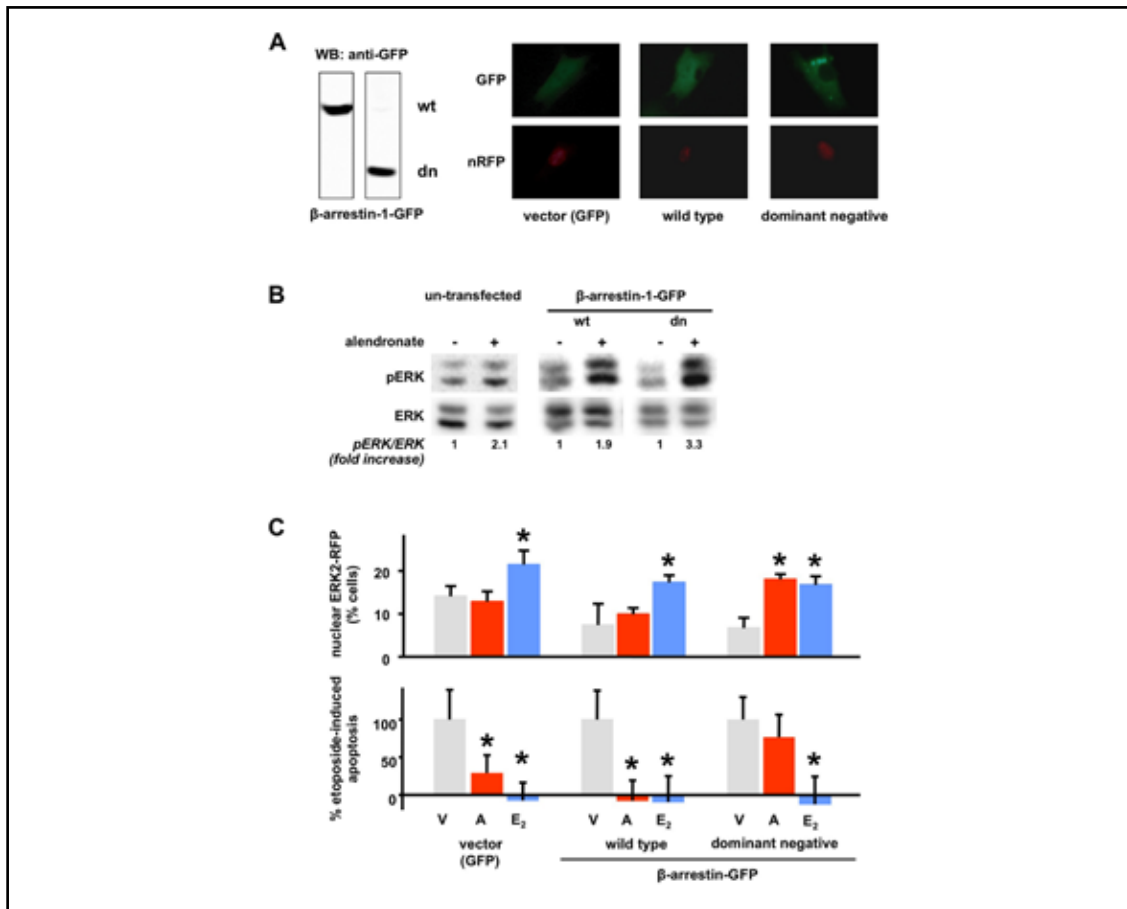 A
WB: anti-GFP
wt
dn
β-arrestin-1-GFP
GFP
nRFP
vector (GFP) wild type dominant negative
B
un-transfected β-arrestin-1-GFP
wt dn
alendronate - + - + - +
pERK
ERK
pERK/ERK 1 2.1 1 1.9 1 3.3
(fold increase)
C
nuclear ERK2-RFP
(% cells)
20
10
0
* * * *
% etoposide-induced
apoptosis
100
50
0
* * * * *
V A E₂ V A E₂ V A E₂
vector wild type dominant negative
(GFP)
β-arrestin-GFP